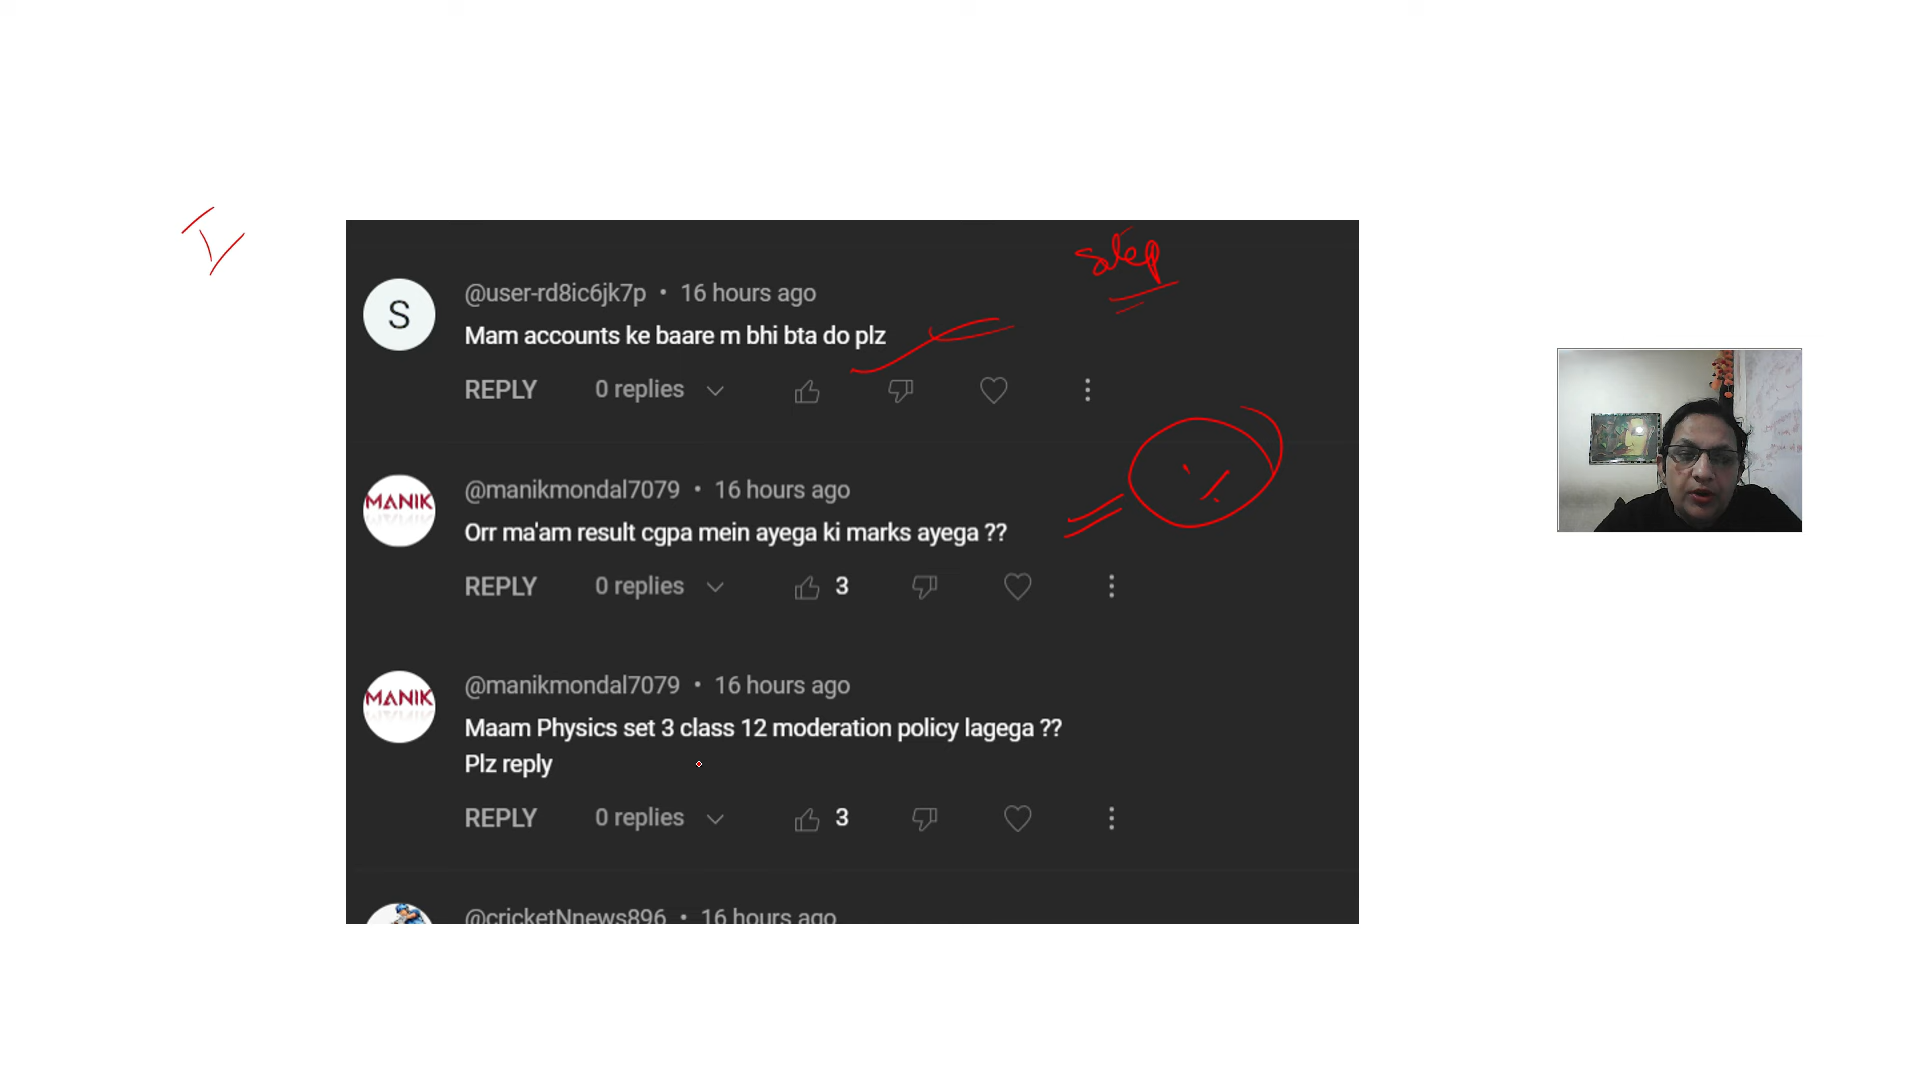 step
S
@user-rd8ic6jk7p • 16 hours ago
Mam accounts ke baare m bhi bta do plz
REPLY 0 replies
MANIK
@manikmondal7079 • 16 hours ago
Orr ma'am result cgpa mein ayega ki marks ayega ??
REPLY 0 replies 3
%
MANIK
@manikmondal7079 • 16 hours ago
Maam Physics set 3 class 12 moderation policy lagega ??
Plz reply
REPLY 0 replies 3
@cricketNnews896 • 16 hours ago